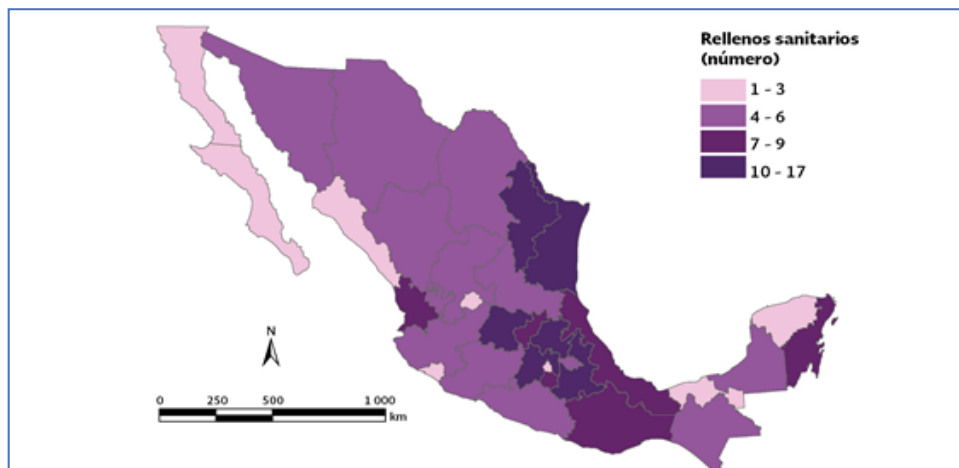 Rellenos sanitarios
(número)
1 - 3
4 - 6
7 - 9
10 - 17
N
0 250 500 1 000
km